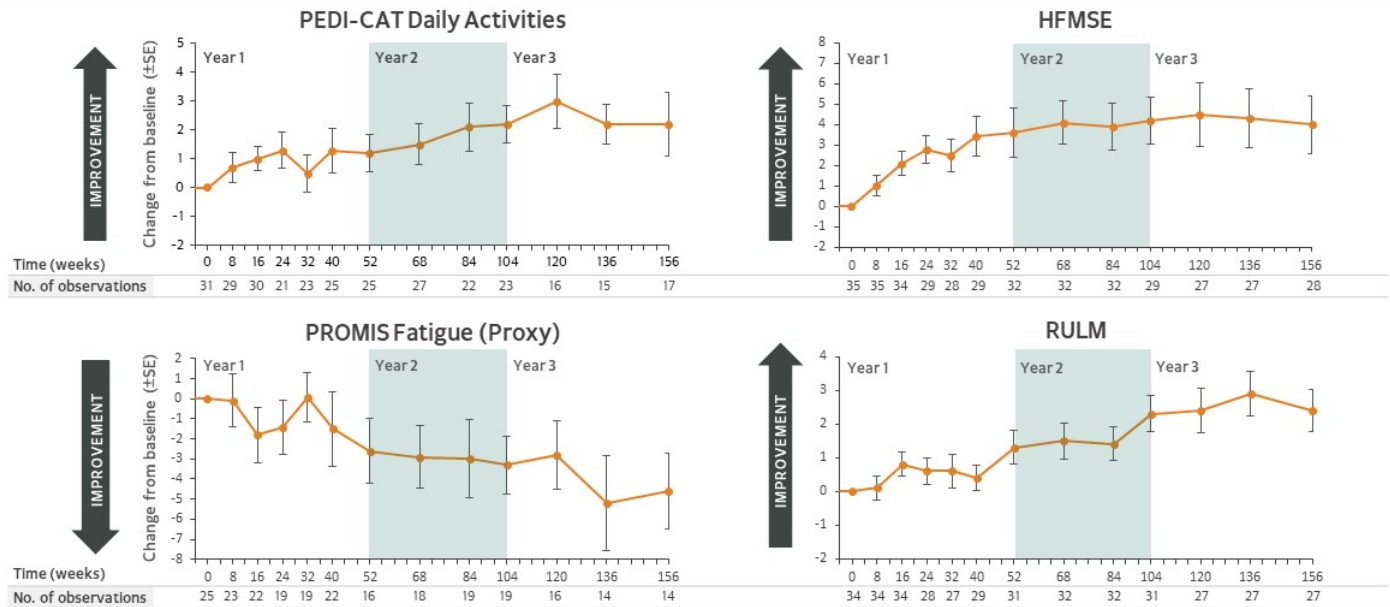 PEDI-CAT Daily Activities
IMPROVEMENT
Change from baseline (±SE)
5
4
3
2
1
0
-1
-2
Year 1
Year 2
Year 3
Time (weeks)
0 8 16 24 32 40 52 68 84 104 120 136 156
No. of observations
31 29 30 21 23 25 25 27 22 23 16 15 17
HFMSE
IMPROVEMENT
8
7
6
5
4
3
2
1
0
-1
-2
Year 1
Year 2
Year 3
0 8 16 24 32 40 52 68 84 104 120 136 156
35 35 34 29 28 29 32 32 32 29 27 27 28
PROMIS Fatigue (Proxy)
IMPROVEMENT
Change from baseline (±SE)
2
1
0
-1
-2
-3
-4
-5
-6
-7
-8
Year 1
Year 2
Year 3
Time (weeks)
0 8 16 24 32 40 52 68 84 104 120 136 156
No. of observations
25 23 22 19 19 22 16 18 19 19 16 14 14
RULM
IMPROVEMENT
4
3
2
1
0
-1
-2
Year 1
Year 2
Year 3
0 8 16 24 32 40 52 68 84 104 120 136 156
34 34 34 28 27 29 31 32 32 31 27 27 27